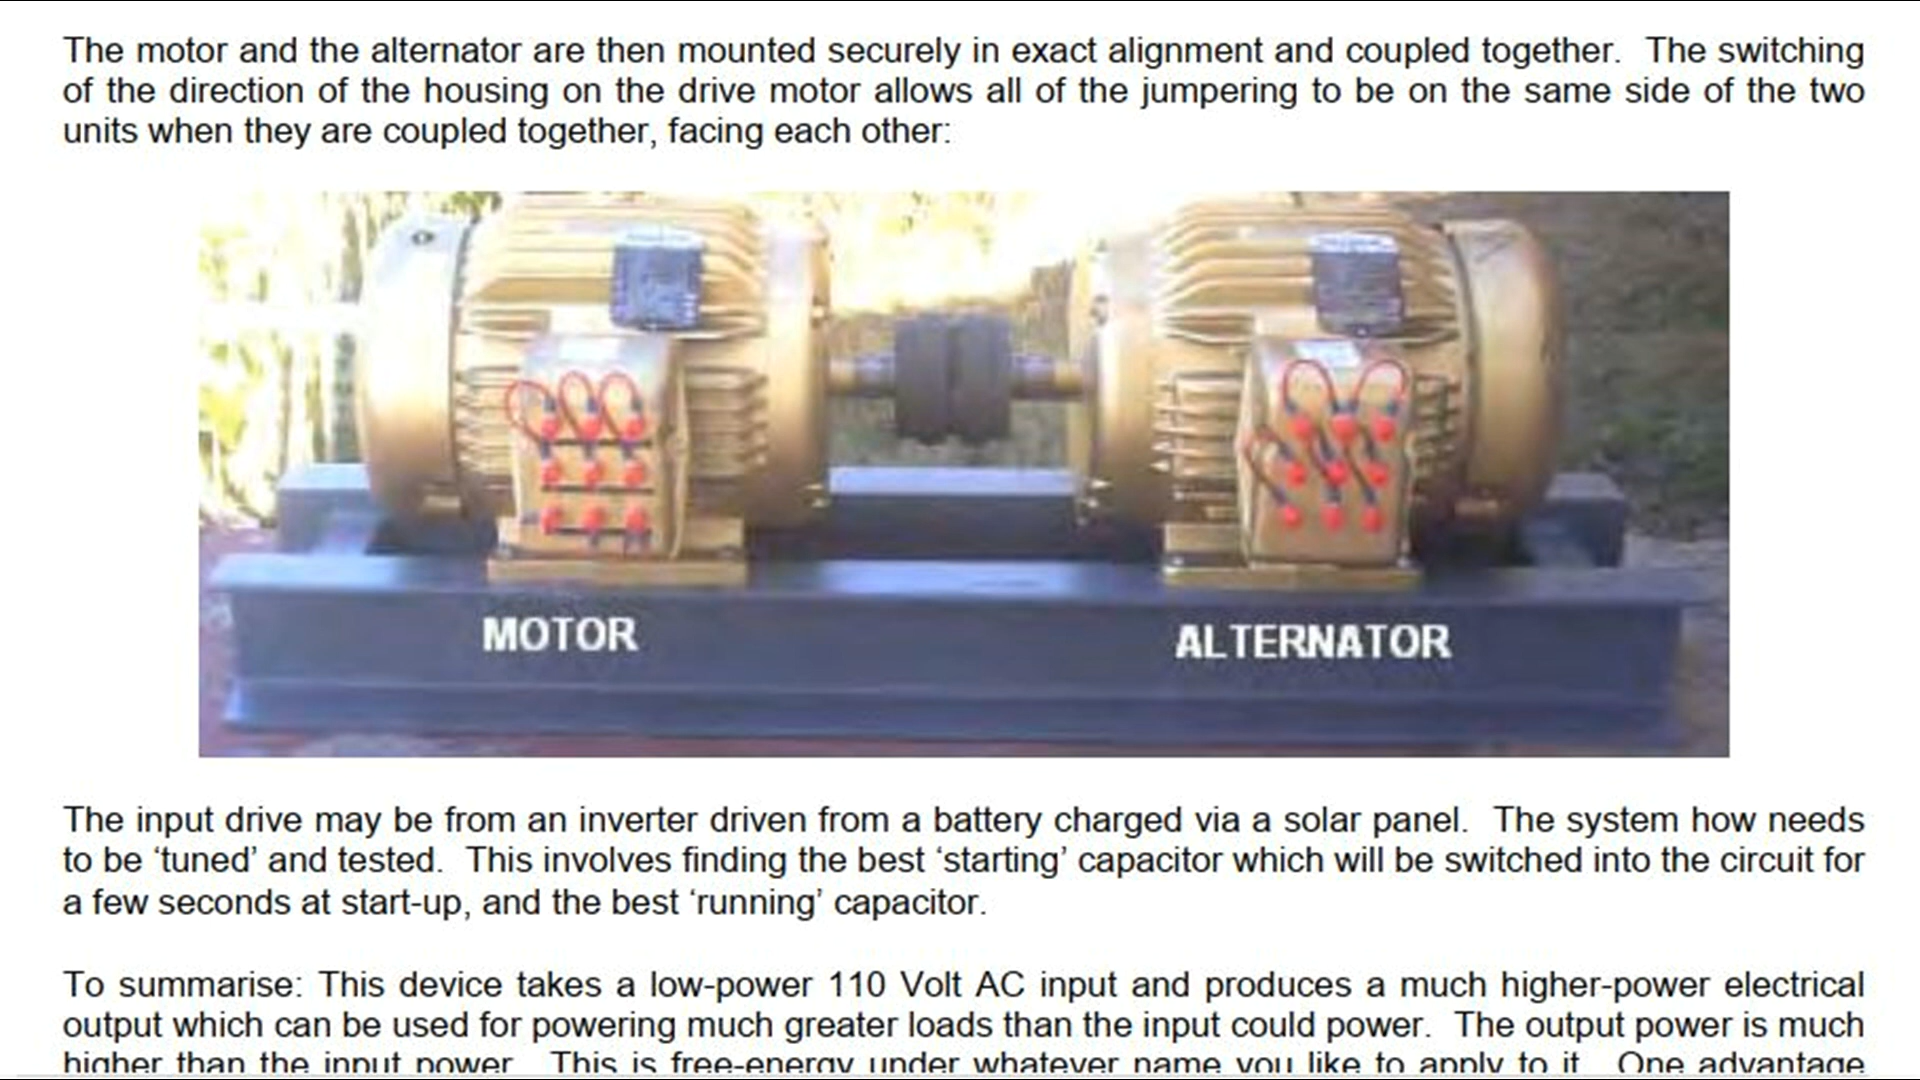 The motor and the alternator are then mounted securely in exact alignment and coupled together.  The switching
of the direction of the housing on the drive motor allows all of the jumpering to be on the same side of the two
units when they are coupled together, facing each other:
MOTOR
ALTERNATOR
The input drive may be from an inverter driven from a battery charged via a solar panel.  The system how needs
to be ‘tuned’ and tested.  This involves finding the best ‘starting’ capacitor which will be switched into the circuit for
a few seconds at start-up, and the best ‘running’ capacitor.
To summarise: This device takes a low-power 110 Volt AC input and produces a much higher-power electrical
output which can be used for powering much greater loads than the input could power.  The output power is much
higher than the input power   This is free-energy under whatever name you like to apply to it   One advantage